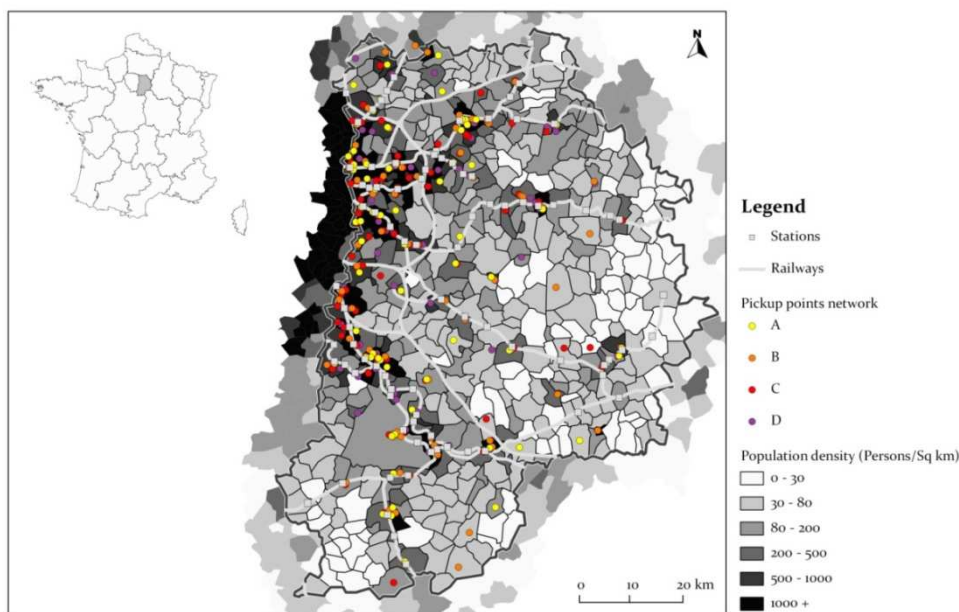 N
Legend
Stations
Railways
Pickup points network
A
B
C
D
Population density (Persons/Sq km)
0 - 30
30 - 80
80 - 200
200 - 500
500 - 1000
1000 +
0 10 20 km